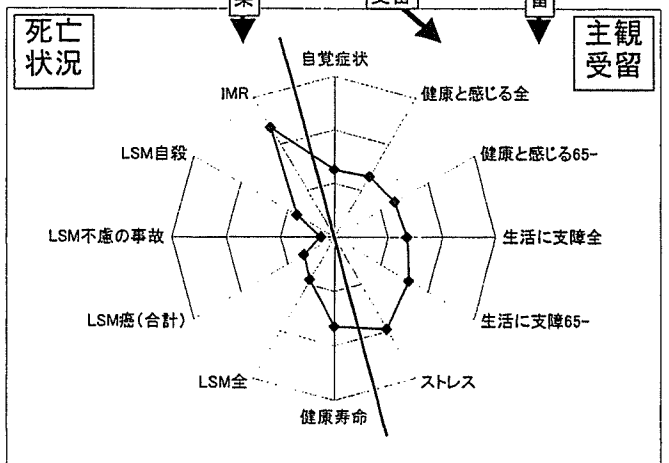 死亡
状況
主観
受留
自覚症状
IMR
健康と感じる全
LSM自殺
健康と感じる65-
LSM不慮の事故
生活に支障全
LSM癌(合計)
生活に支障65-
LSM全
ストレス
健康寿命